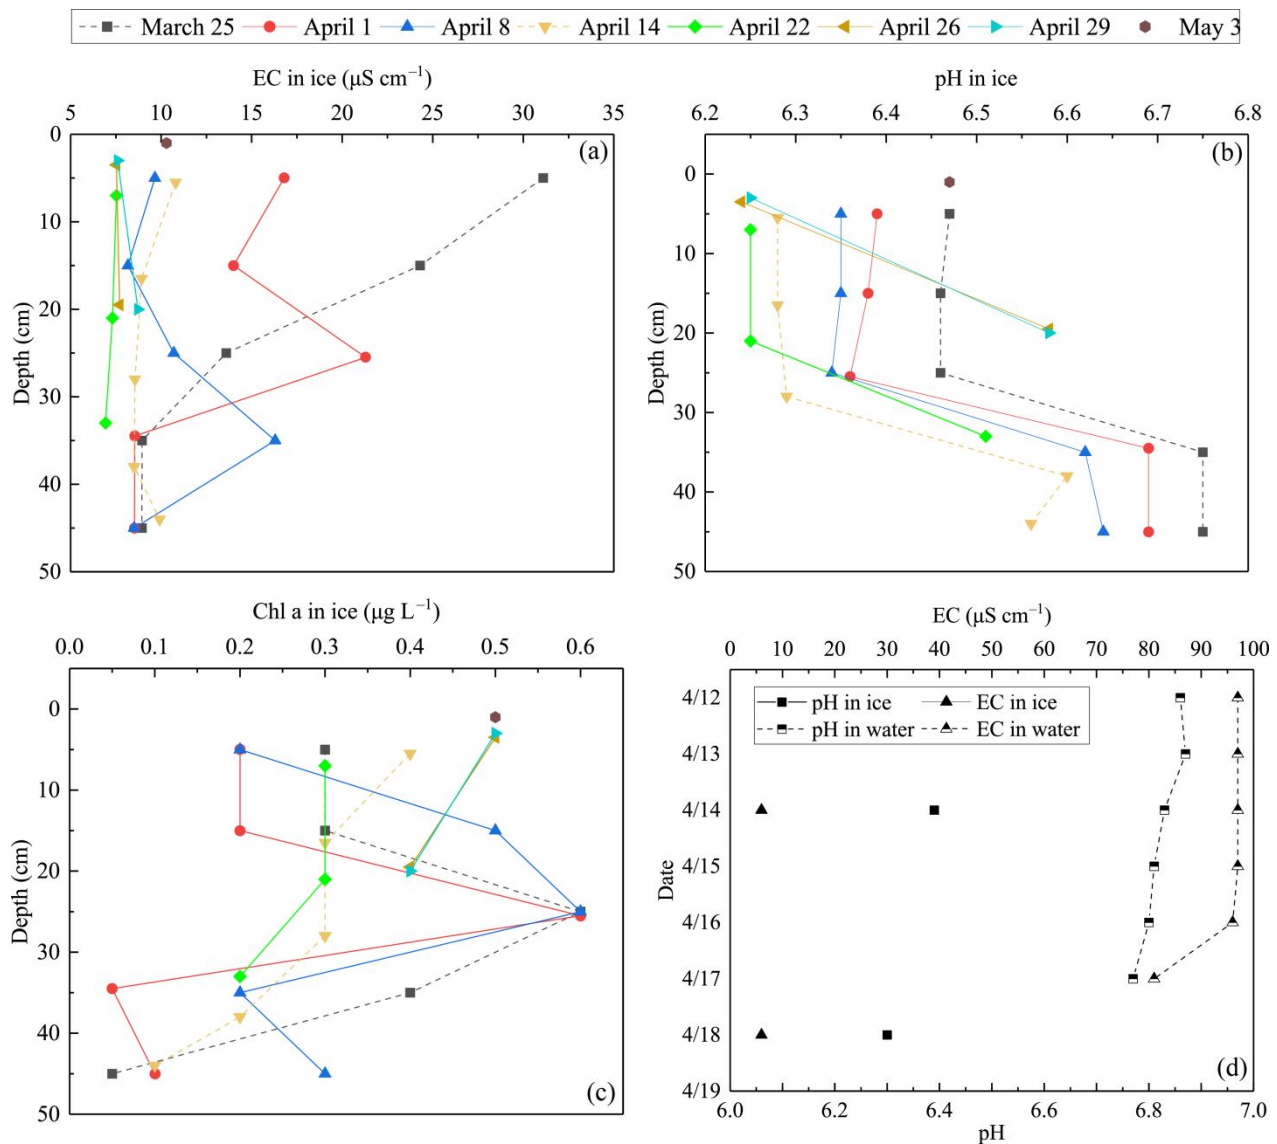 March 25 April 1 April 8 April 14 April 22 April 26 April 29 May 3
EC in ice (μS cm⁻¹)
5 10 15 20 25 30 35
0
10
20
30
40
50
Depth (cm)
(a)
pH in ice
6.2 6.3 6.4 6.5 6.6 6.7 6.8
0
10
20
30
40
50
Depth (cm)
(b)
Chl a in ice (μg L⁻¹)
0.0 0.1 0.2 0.3 0.4 0.5 0.6
0
10
20
30
40
50
Depth (cm)
(c)
EC (μS cm⁻¹)
0 10 20 30 40 50 60 70 80 90 100
pH in ice EC in ice
pH in water EC in water
4/12
4/13
4/14
4/15
4/16
4/17
4/18
4/19
Date
(d)
6.0 6.2 6.4 6.6 6.8 7.0
pH